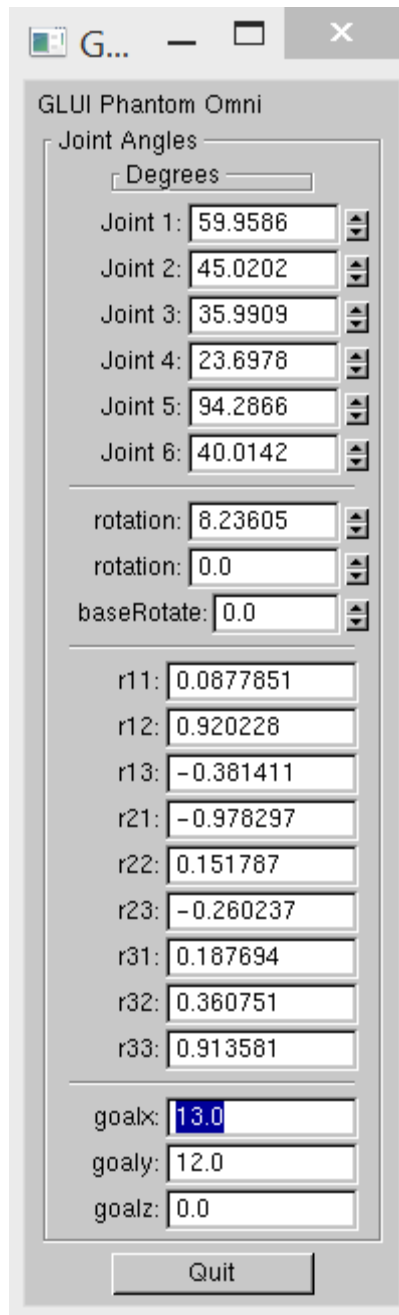 G...
GLUI Phantom Omni
Joint Angles
Degrees
Joint 1: 59.9586
Joint 2: 45.0202
Joint 3: 35.9909
Joint 4: 23.6978
Joint 5: 94.2866
Joint 6: 40.0142
rotation: 8.23605
rotation: 0.0
baseRotate: 0.0
r11: 0.0877851
r12: 0.920228
r13: -0.381411
r21: -0.978297
r22: 0.151787
r23: -0.260237
r31: 0.187694
r32: 0.360751
r33: 0.913581
goalx: 13.0
goaly: 12.0
goalz: 0.0
Quit